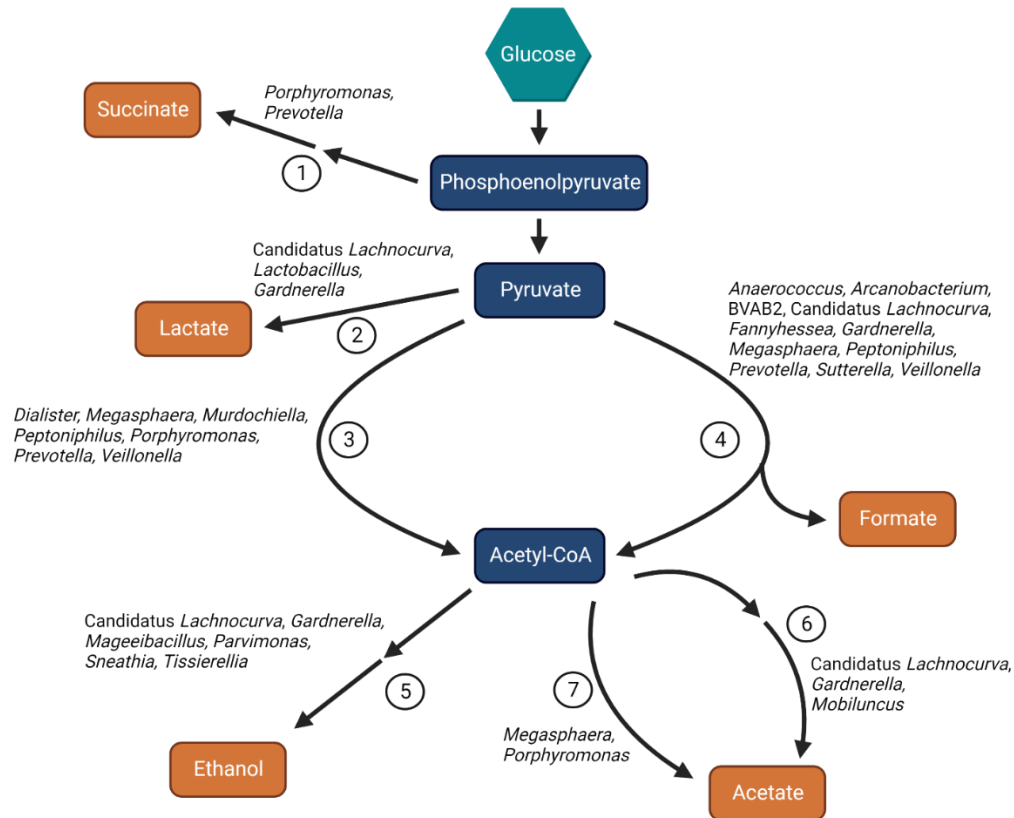 Glucose
Succinate
Porphyromonas,
Prevotella
1
Phosphoenolpyruvate
Candidatus Lachnocurva,
Lactobacillus,
Gardnerella
Pyruvate
Lactate
2
Anaerococcus, Arcanobacterium,
BVAB2, Candidatus Lachnocurva,
Fannyhessea, Gardnerella,
Megasphaera, Peptoniphilus,
Prevotella, Sutterella, Veillonella
Dialister, Megasphaera, Murdochiella,
Peptoniphilus, Porphyromonas,
Prevotella, Veillonella
3
4
Formate
Acetyl-CoA
Candidatus Lachnocurva, Gardnerella,
Mageeibacillus, Parvimonas,
Sneathia, Tissierellia
5
6
Candidatus Lachnocurva,
Gardnerella,
Mobiluncus
7
Megasphaera,
Porphyromonas
Ethanol
Acetate